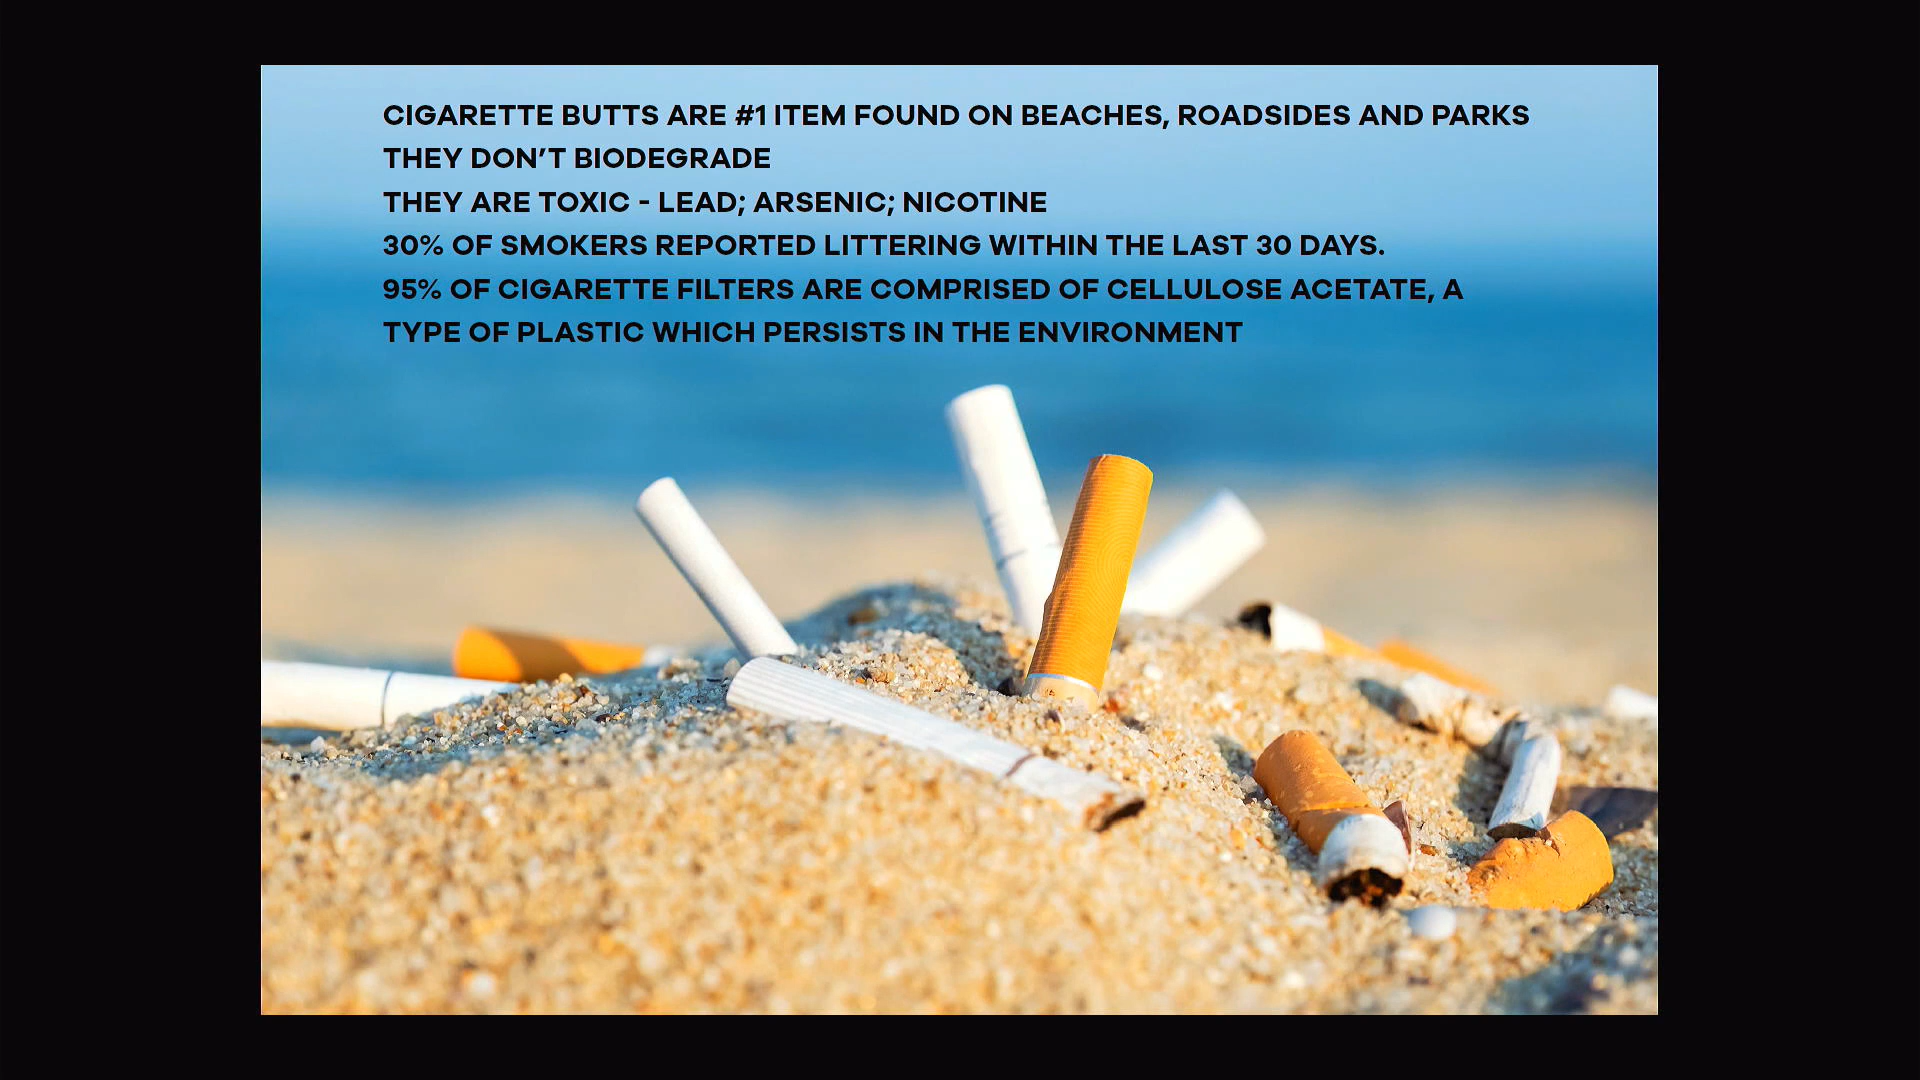 CIGARETTE BUTTS ARE #1 ITEM FOUND ON BEACHES, ROADSIDES AND PARKS
THEY DON’T BIODEGRADE
THEY ARE TOXIC - LEAD; ARSENIC; NICOTINE
30% OF SMOKERS REPORTED LITTERING WITHIN THE LAST 30 DAYS.
95% OF CIGARETTE FILTERS ARE COMPRISED OF CELLULOSE ACETATE, A
TYPE OF PLASTIC WHICH PERSISTS IN THE ENVIRONMENT